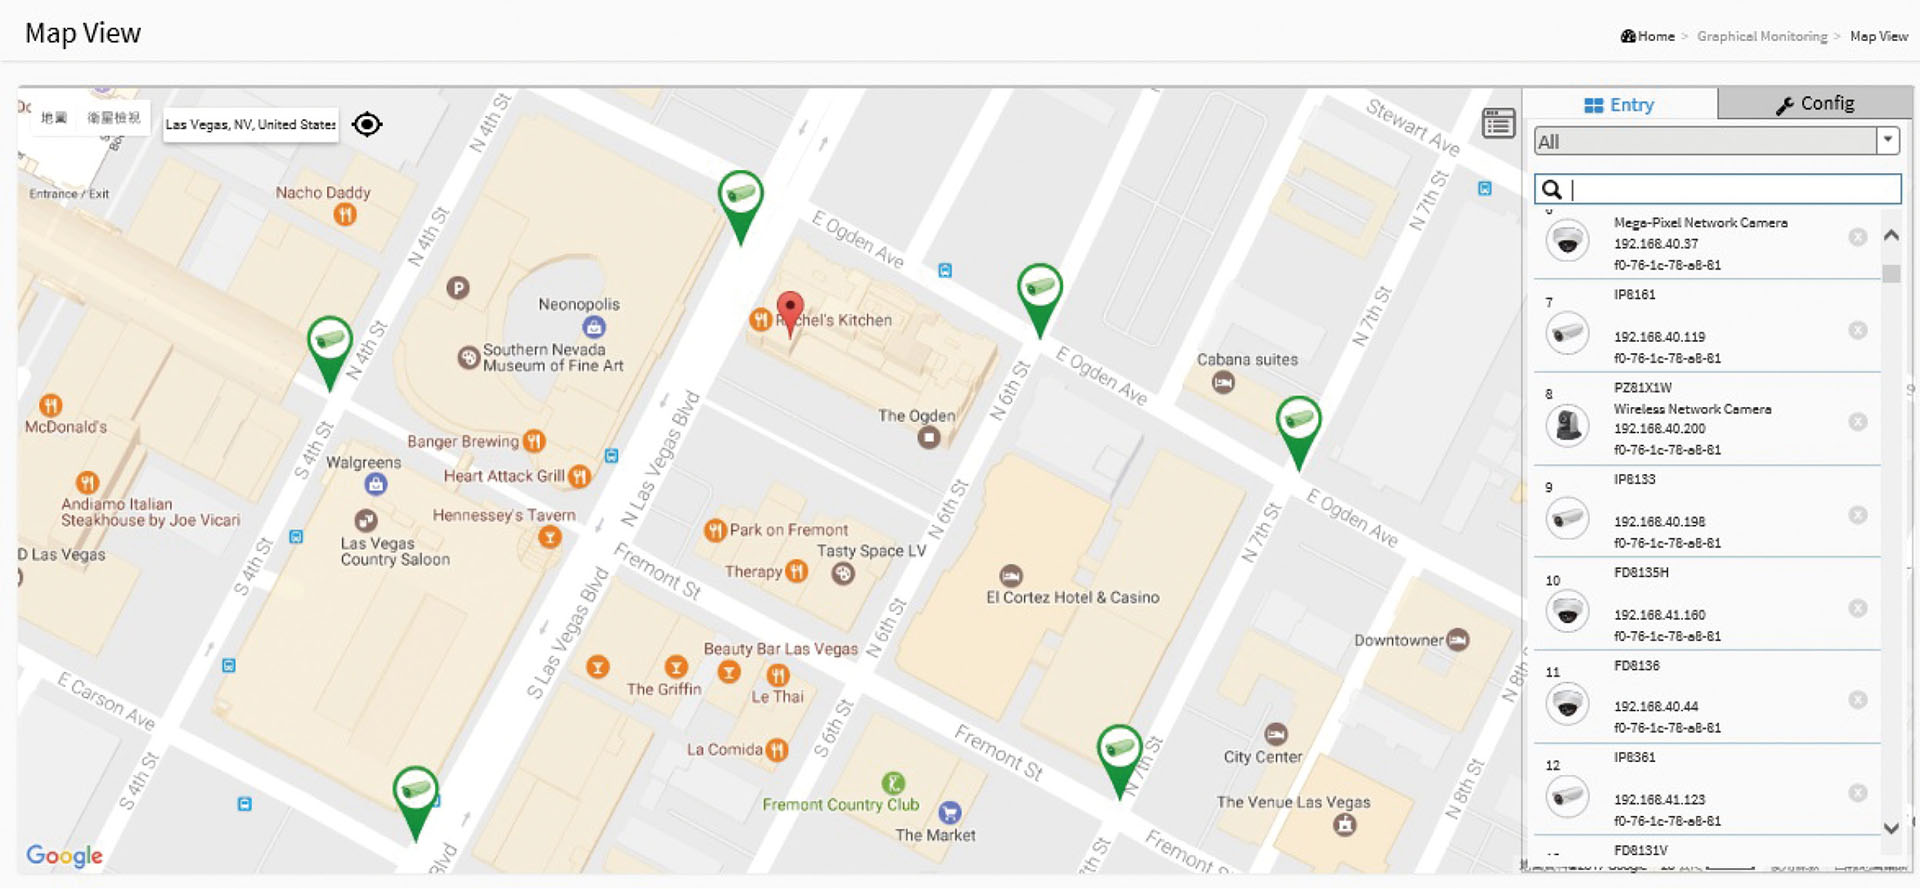 Map View
Home > Graphical Monitoring > Map View
地圖
衛星檢視
Las Vegas, NV, United States
Entry
Config
All
Entrance / Exit
Nacho Daddy
N 4th St
N 4th St
N 4th St
Stewart Ave
N 7th St
N 7th St
E Ogden Ave
P
Neonopolis
Southern Nevada
Museum of Fine Art
Rachel's Kitchen
E Ogden Ave
Cabana suites
N 6th St
The Ogden
McDonald's
Banger Brewing
Walgreens
Heart Attack Grill
S 4th St
N Las Vegas Blvd
Hennessey's Tavern
Andiamo Italian
Steakhouse by Joe Vicari
Las Vegas
Country Saloon
D Las Vegas
Park on Fremont
Tasty Space LV
Therapy
N 6th St
N 7th St
E Ogden Ave
Fremont St
El Cortez Hotel & Casino
S 4th St
S Las Vegas Blvd
N 6th St
Beauty Bar Las Vegas
The Griffin
Le Thai
Downtowner
N 8th S
E Carson Ave
La Comida
S 6th St
Fremont St
City Center
N 7th St
N 8th St
S 4th St
Fremont Country Club
The Market
The Venue Las Vegas
Blvd
7th St
Fremont S
Google
Mega-Pixel Network Camera
192.168.40.37
f0-76-1c-78-a8-81
7
IP8161
192.168.40.119
f0-76-1c-78-a8-81
8
PZ81X1W
Wireless Network Camera
192.168.40.200
f0-76-1c-78-a8-81
9
IP8133
192.168.40.198
f0-76-1c-78-a8-81
10
FD8135H
192.168.41.160
f0-76-1c-78-a8-81
11
FD8136
192.168.40.44
f0-76-1c-78-a8-81
12
IP8361
192.168.41.123
f0-76-1c-78-a8-81
FD8131V